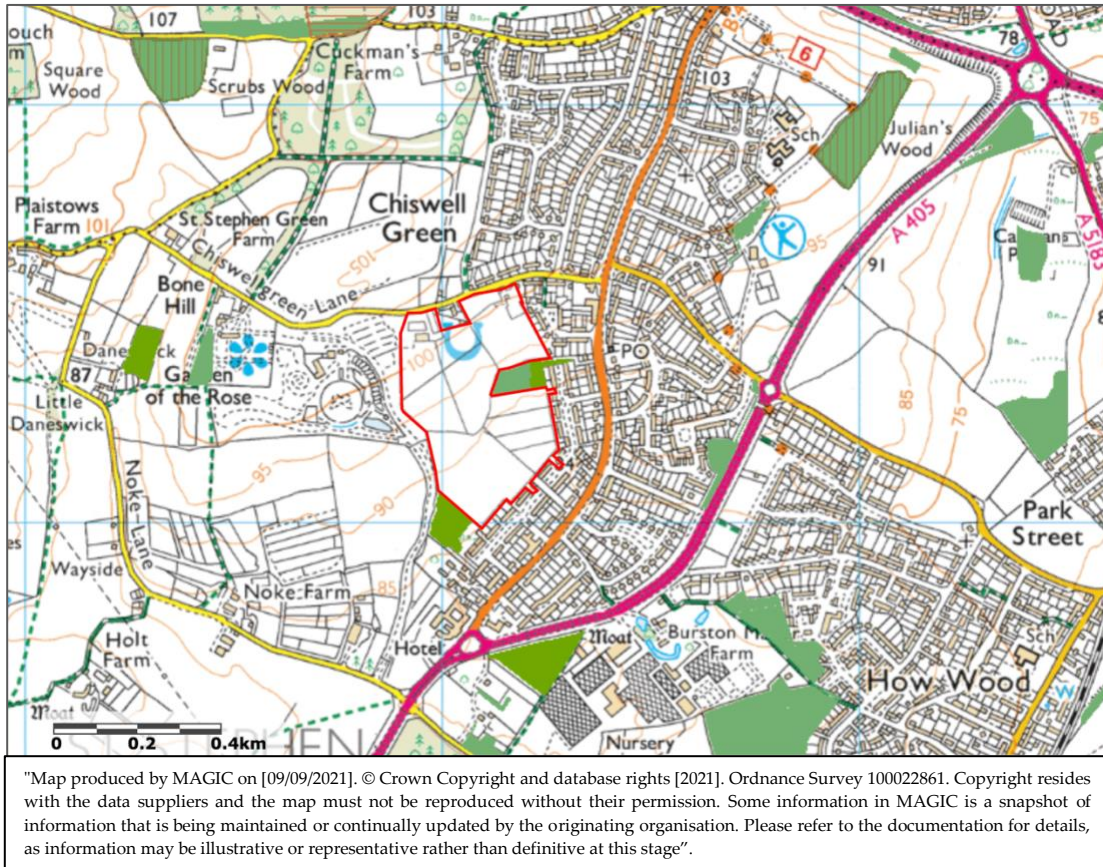 107
103
78
ouch
m
Cuckman's
Farm
Square
Wood
Scrubs Wood
103
6
Sch
Julian's
Wood
75
Plaistows
Farm 101
St Stephen Green
Farm
Chiswell
Green
Chiswellgreen Lane
105
A 405
A 5183
95
91
Bone
Hill
100
PO
Daneswick
87
Garden
of the Rose
Little
Daneswick
85
75
95
90
Noke Lane
Park
Street
Wayside
Noke Farm
85
Holt
Farm
Hotel
Moat
Burston M
Farm
Sch
How Wood
W
Moat
0 0.2 0.4km
ST STEPHEN
Nursery
"Map produced by MAGIC on [09/09/2021]. © Crown Copyright and database rights [2021]. Ordnance Survey 100022861. Copyright resides
with the data suppliers and the map must not be reproduced without their permission. Some information in MAGIC is a snapshot of
information that is being maintained or continually updated by the originating organisation. Please refer to the documentation for details,
as information may be illustrative or representative rather than definitive at this stage”.